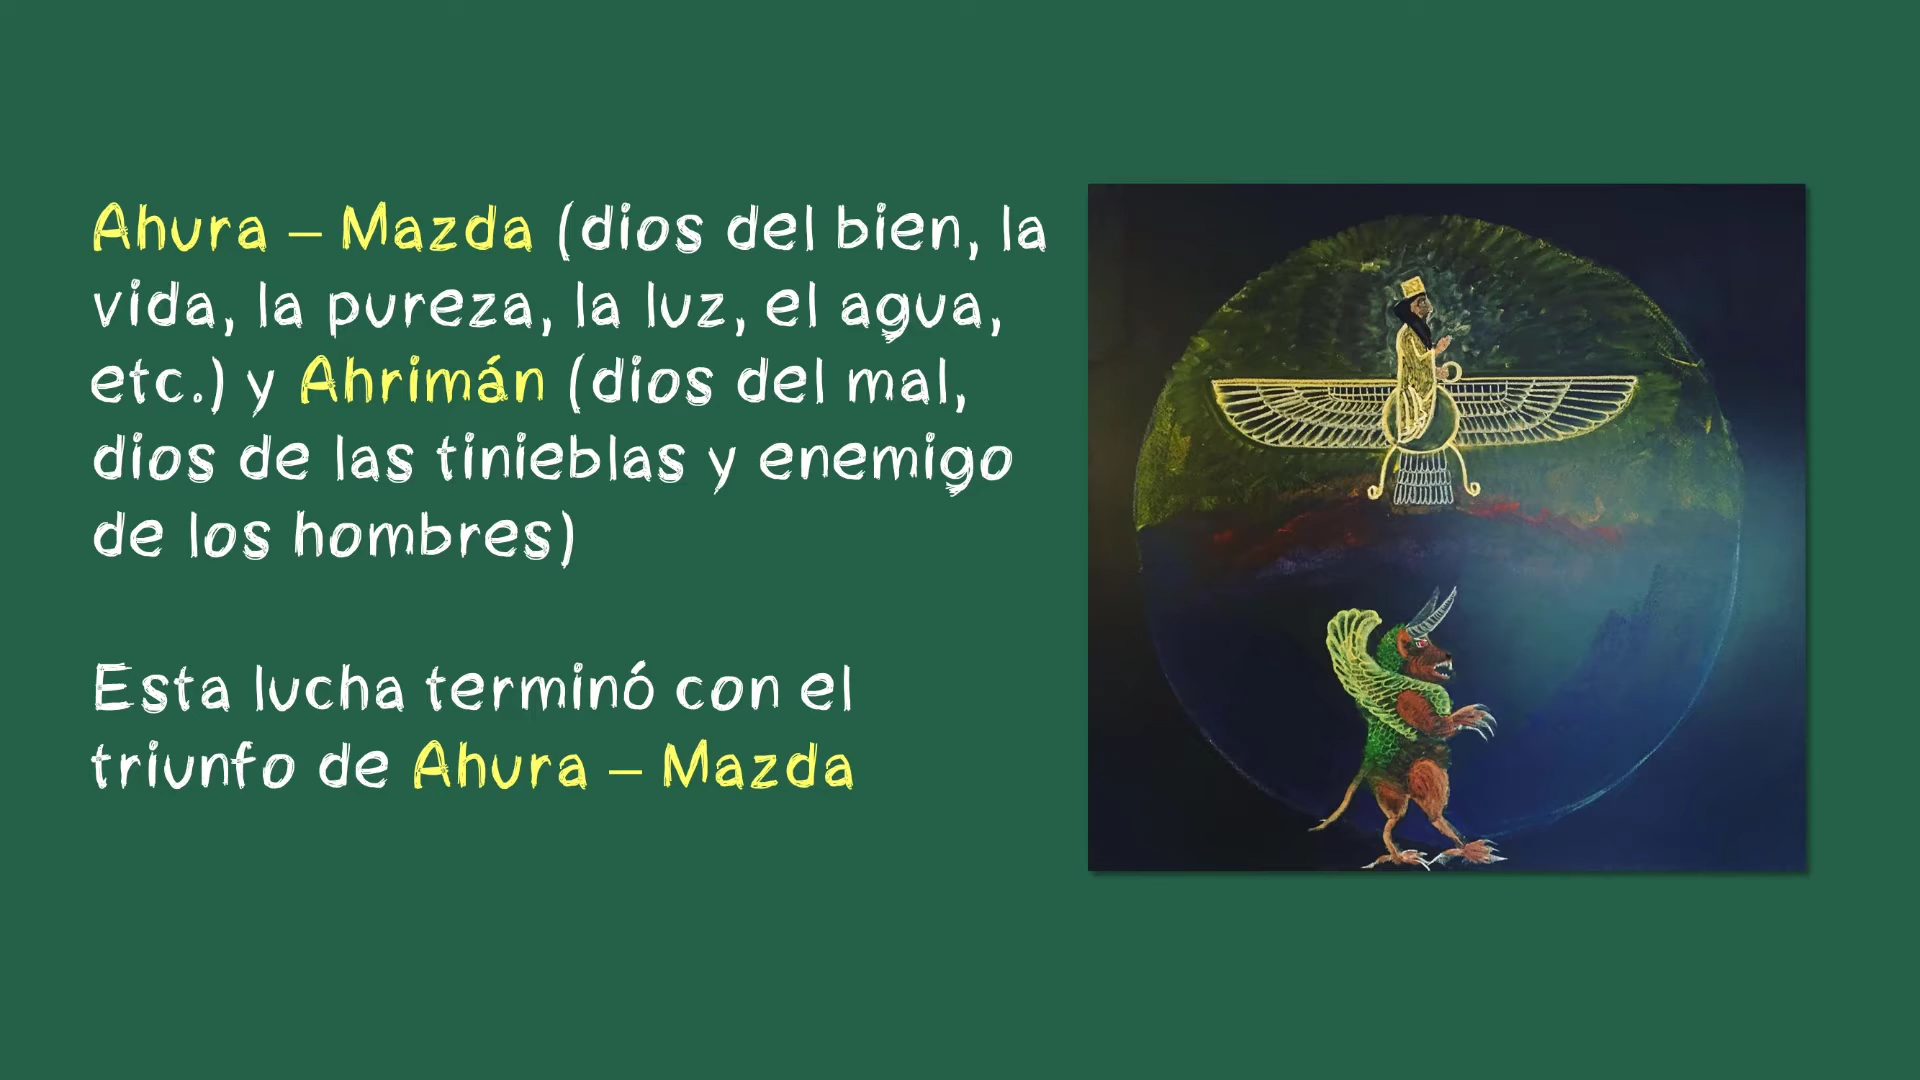 Ahura – Mazda (dios del bien, la
vida, la pureza, la luz, el agua,
etc.) y Ahrimán (dios del mal,
dios de las tinieblas y enemigo
de los hombres)
Esta lucha terminó con el
triunfo de Ahura – Mazda